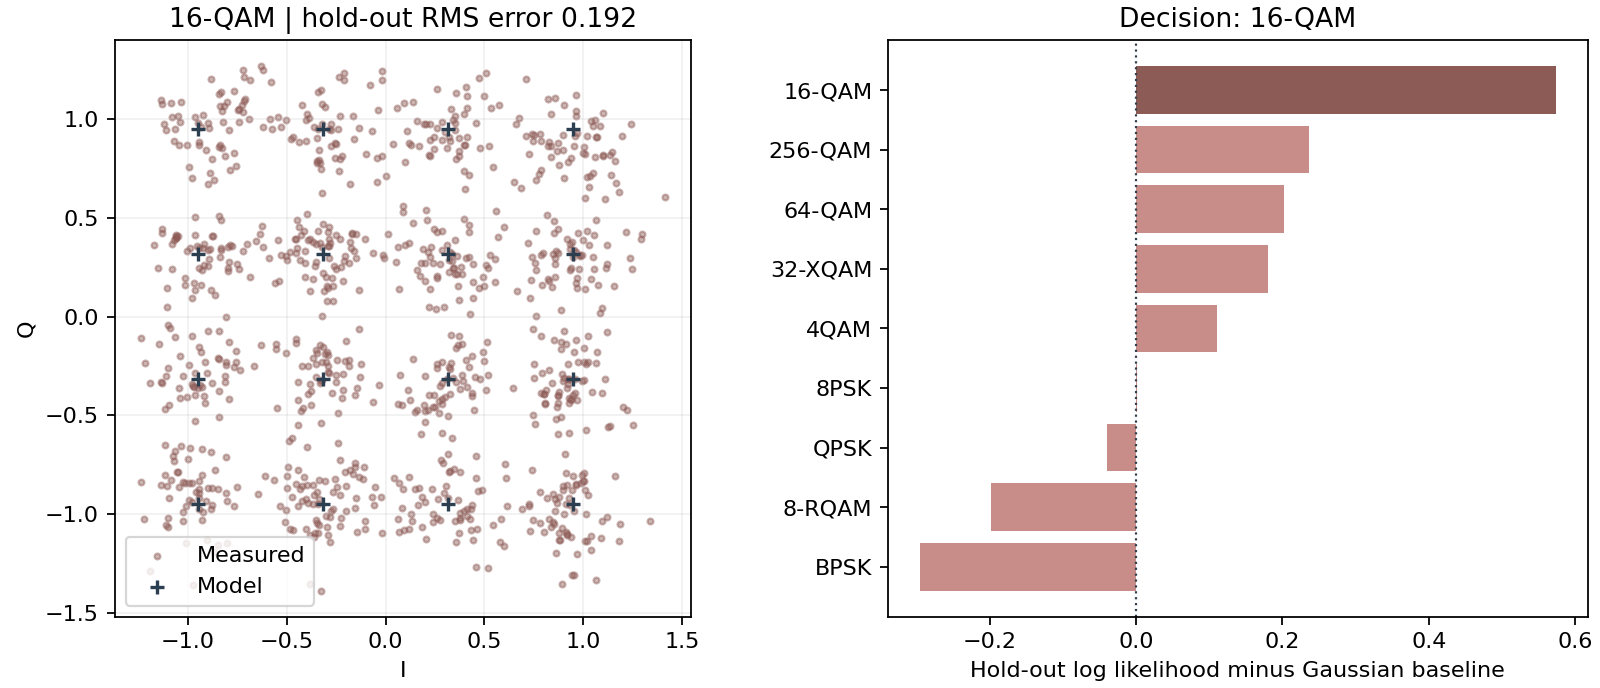 16-QAM | hold-out RMS error 0.192
1.0
0.5
0.0
−0.5
−1.0
−1.5
Q
Measured
Model
−1.0
−0.5
0.0
0.5
1.0
1.5
I
Decision: 16-QAM
16-QAM
256-QAM
64-QAM
32-XQAM
4QAM
8PSK
QPSK
8-RQAM
BPSK
−0.2
0.0
0.2
0.4
0.6
Hold-out log likelihood minus Gaussian baseline